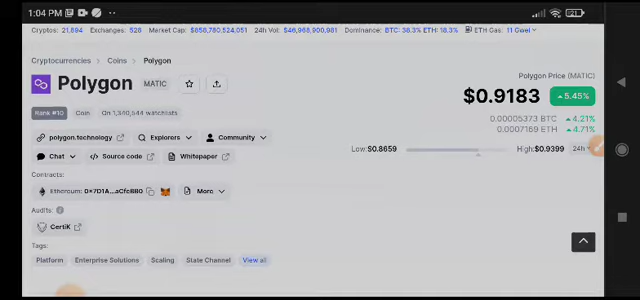 1:04 PM
21
Cryptos: 21,894 Exchanges: 528 Market Cap: $858,780,524,051 24h Vol: $46,968,900,981 Dominance: BTC: 38.3% ETH: 18.3% ETH Gas: 11 Gwei
Cryptocurrencies > Coins > Polygon
Polygon MATIC
Rank #10 Coin On 1,340,544 watchlists
polygon.technology Explorers Community
Chat Source code Whitepaper
Contracts:
Ethereum: 0x7D1A...aCfeBB0 More
Audits:
CertiK
Tags:
Platform Enterprise Solutions Scaling State Channel View all
Polygon Price (MATIC)
$0.9183 5.45%
0.00005373 BTC 4.21%
0.0007169 ETH 4.71%
Low: $0.8659 High: $0.9399 24h